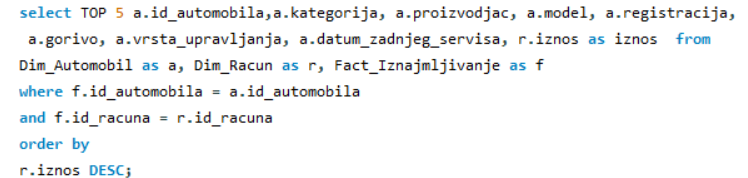 select TOP 5 a.id_automobila,a.kategorija, a.proizvodjac, a.model, a.registracija,
a.gorivo, a.vrsta_upravljanja, a.datum_zadnjeg_servisa, r.iznos as iznos from
Dim_Automobil as a, Dim_Racun as r, Fact_Iznajmljivanje as f
where f.id_automobila = a.id_automobila
and f.id_racuna = r.id_racuna
order by
r.iznos DESC;